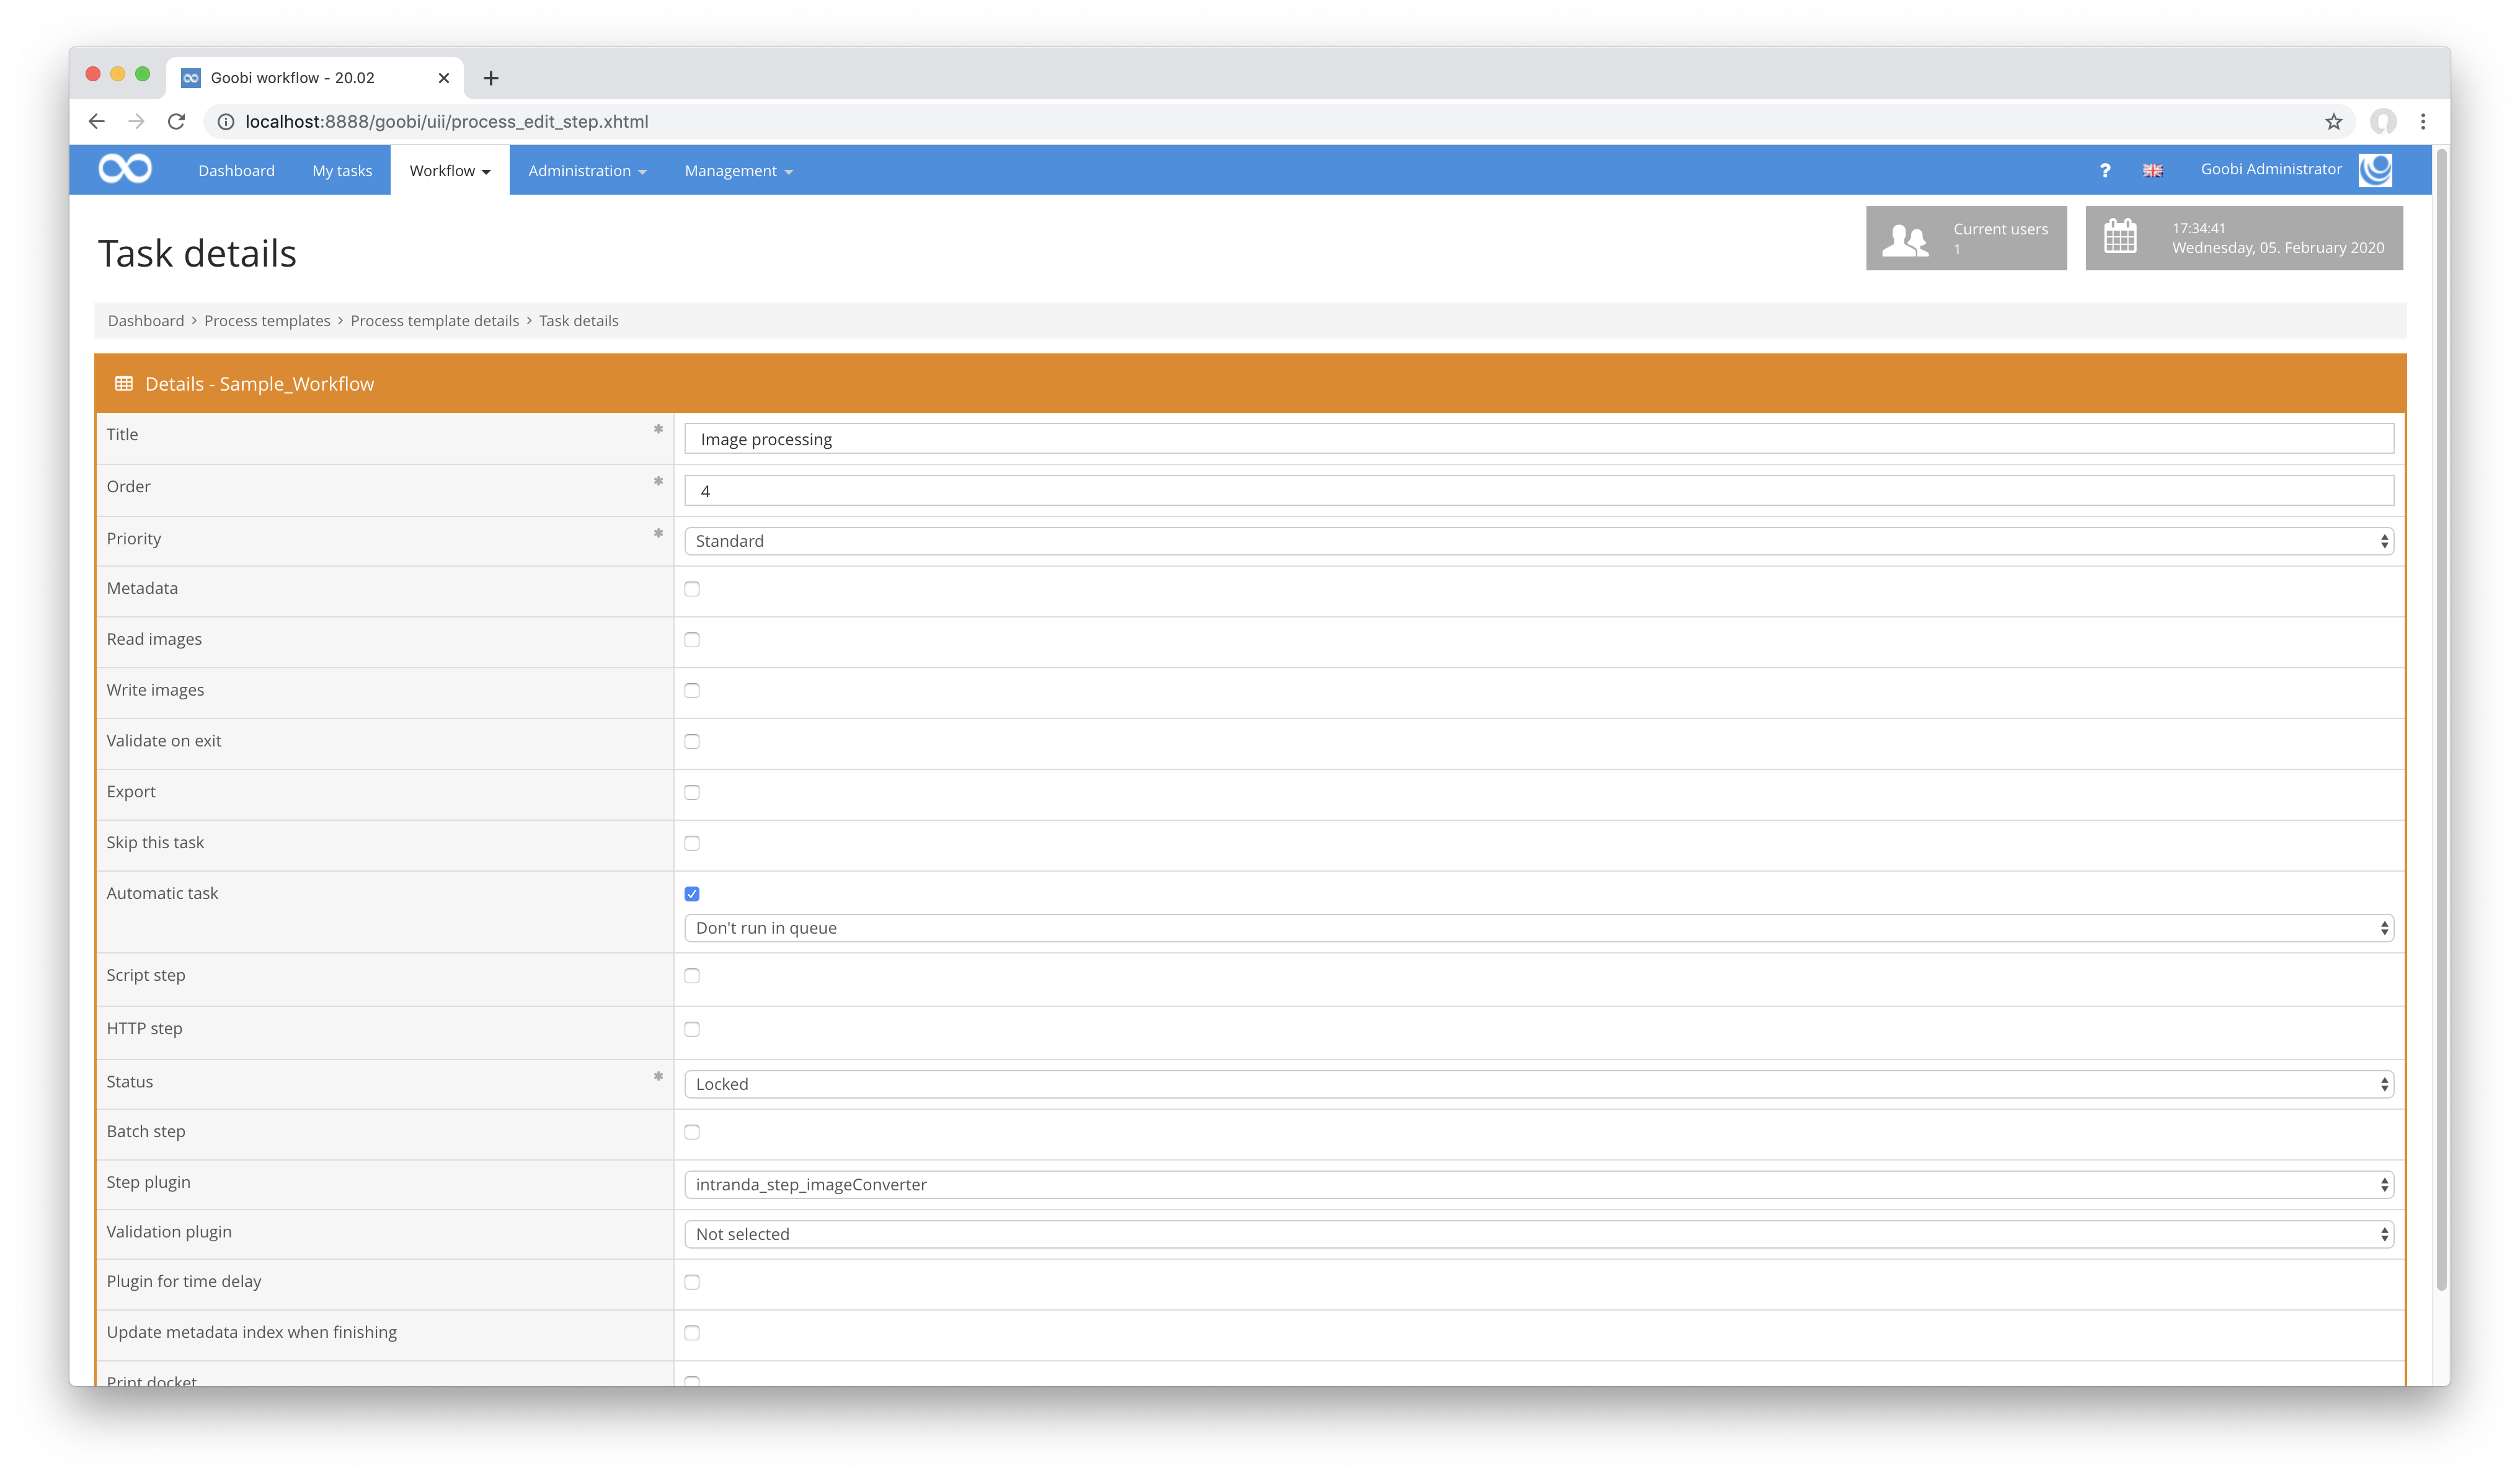 Goobi workflow - 20.02
localhost:8888/goobi/uii/process_edit_step.xhtml
Dashboard My tasks Workflow Administration Management ? Goobi Administrator
Task details
Current users
1
17:34:41
Wednesday, 05. February 2020
Dashboard > Process templates > Process template details > Task details
Details - Sample_Workflow
Title * Image processing
Order * 4
Priority * Standard
Metadata
Read images
Write images
Validate on exit
Export
Skip this task
Automatic task
Don't run in queue
Script step
HTTP step
Status * Locked
Batch step
Step plugin intranda_step_imageConverter
Validation plugin Not selected
Plugin for time delay
Update metadata index when finishing
Print docket